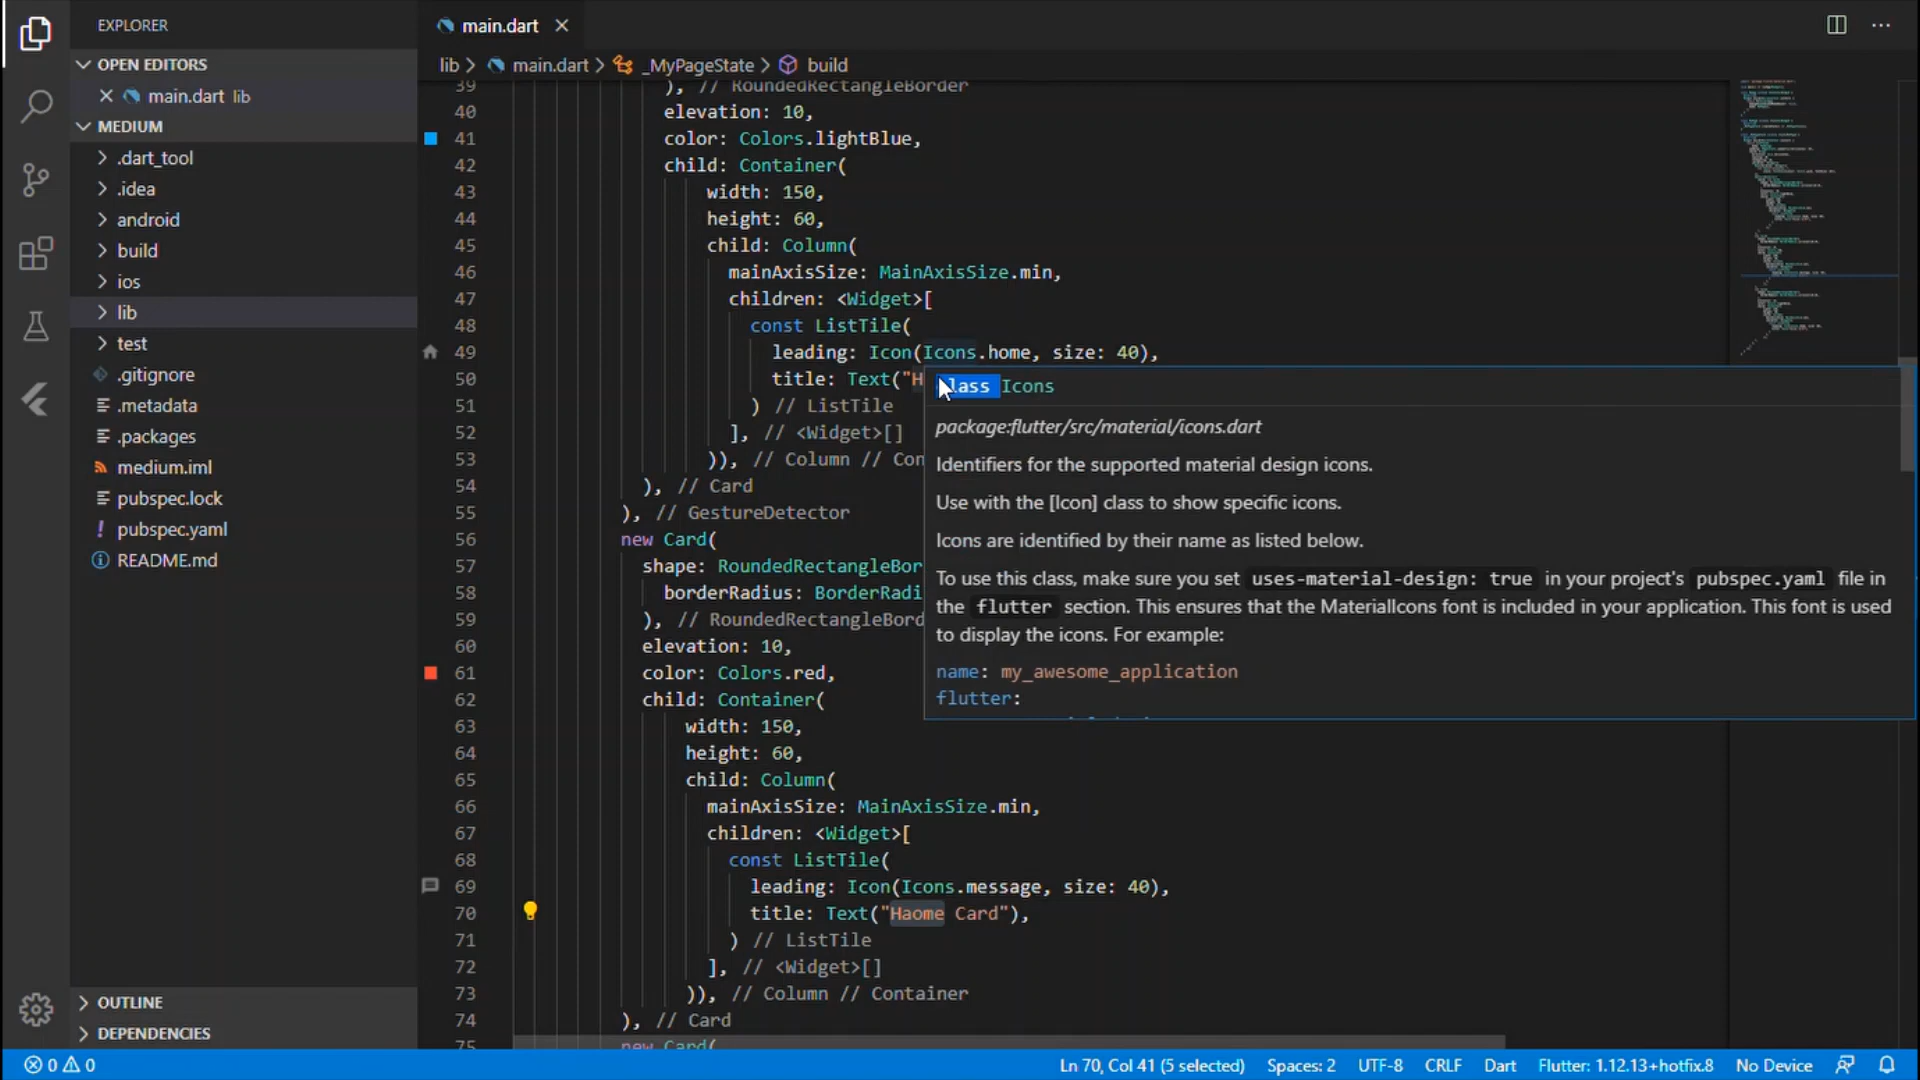 EXPLORER
OPEN EDITORS
main.dart lib
MEDIUM
.dart_tool
.idea
android
build
ios
lib
test
.gitignore
.metadata
.packages
medium.iml
pubspec.lock
pubspec.yaml
README.md
OUTLINE
DEPENDENCIES
main.dart
lib > main.dart > _MyPageState > build
39 ), // RoundedRectangleBorder
40 elevation: 10,
41 color: Colors.lightBlue,
42 child: Container(
43 width: 150,
44 height: 60,
45 child: Column(
46 mainAxisSize: MainAxisSize.min,
47 children: <Widget>[
48 const ListTile(
49 leading: Icon(Icons.home, size: 40),
50 title: Text("H
51 ) // ListTile
52 ], // <Widget>[]
53 )), // Column // Con
54 ), // Card
55 ), // GestureDetector
56 new Card(
57 shape: RoundedRectangleBor
58 borderRadius: BorderRadi
59 ), // RoundedRectangleBord
60 elevation: 10,
61 color: Colors.red,
62 child: Container(
63 width: 150,
64 height: 60,
65 child: Column(
66 mainAxisSize: MainAxisSize.min,
67 children: <Widget>[
68 const ListTile(
69 leading: Icon(Icons.message, size: 40),
70 title: Text("Haome Card"),
71 ) // ListTile
72 ], // <Widget>[]
73 )), // Column // Container
74 ), // Card
75 new Card(
class Icons
package:flutter/src/material/icons.dart
Identifiers for the supported material design icons.
Use with the [Icon] class to show specific icons.
Icons are identified by their name as listed below.
To use this class, make sure you set uses-material-design: true in your project's pubspec.yaml file in
the flutter section. This ensures that the MaterialIcons font is included in your application. This font is used
to display the icons. For example:
name: my_awesome_application
flutter:
0 0
Ln 70, Col 41 (5 selected) Spaces: 2 UTF-8 CRLF Dart Flutter: 1.12.13+hotfix.8 No Device